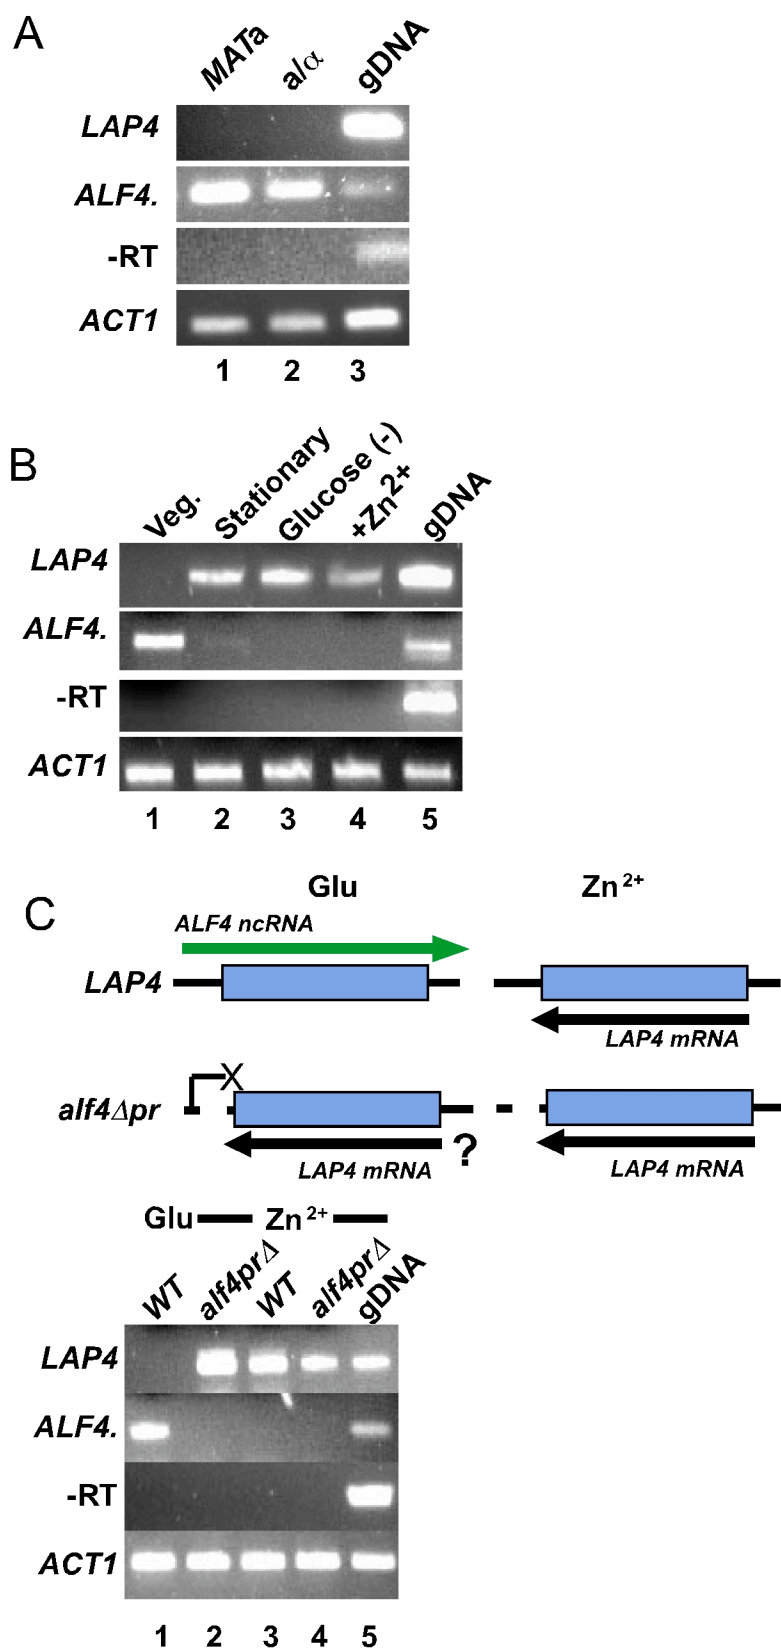 A
MATa a/α gDNA
LAP4
ALF4.
-RT
ACT1
1 2 3
B
Veg. Stationary Glucose (-) +Zn2+ gDNA
LAP4
ALF4.
-RT
ACT1
1 2 3 4 5
C
Glu Zn2+
ALF4 ncRNA
LAP4
LAP4 mRNA
X
alf4Δpr
LAP4 mRNA ? LAP4 mRNA
Glu Zn2+
WT alf4prΔ WT alf4prΔ gDNA
LAP4
ALF4.
-RT
ACT1
1 2 3 4 5